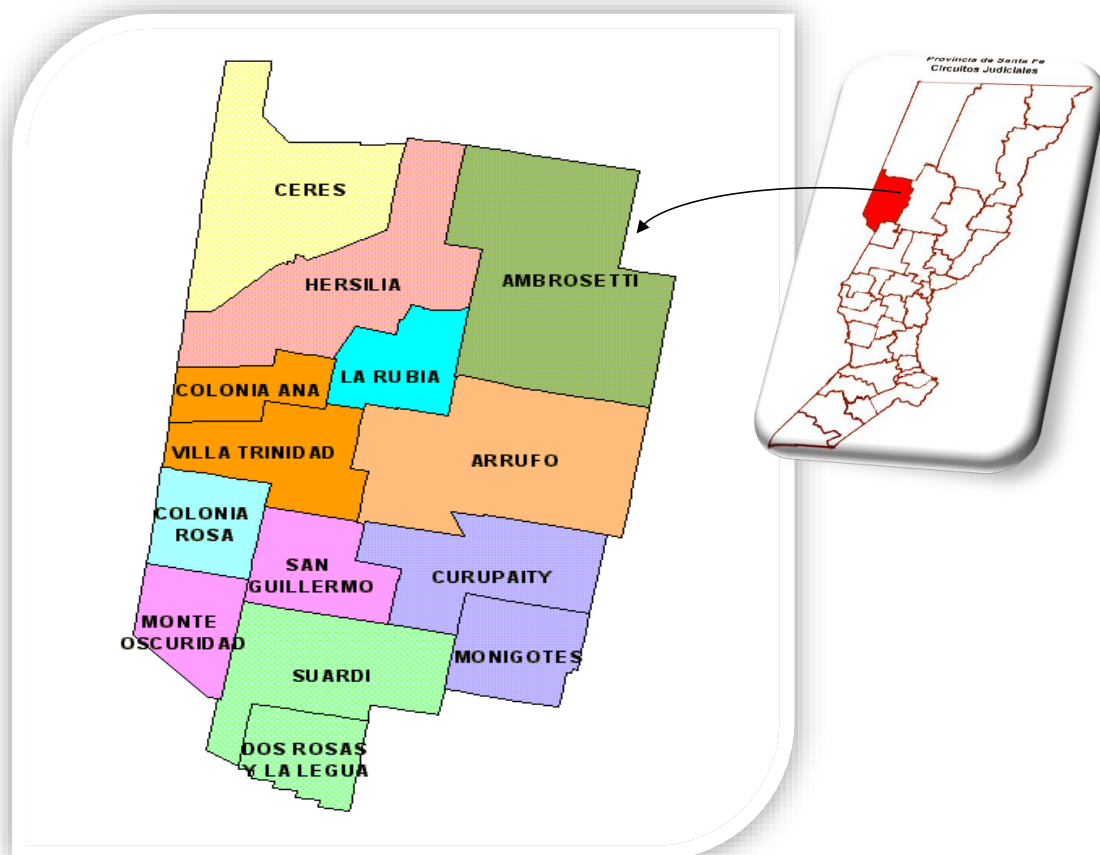 Provincia de Santa Fe
Circuitos Judiciales
CERES
HERSILIA
AMBROSETTI
LA RUBIA
COLONIA ANA
VILLA TRINIDAD
ARRUFO
COLONIA
ROSA
SAN
GUILLERMO
CURUPAITY
MONTE
OSCURIDAD
MONIGOTES
SUARDI
DOS ROSAS
Y LA LEGUA